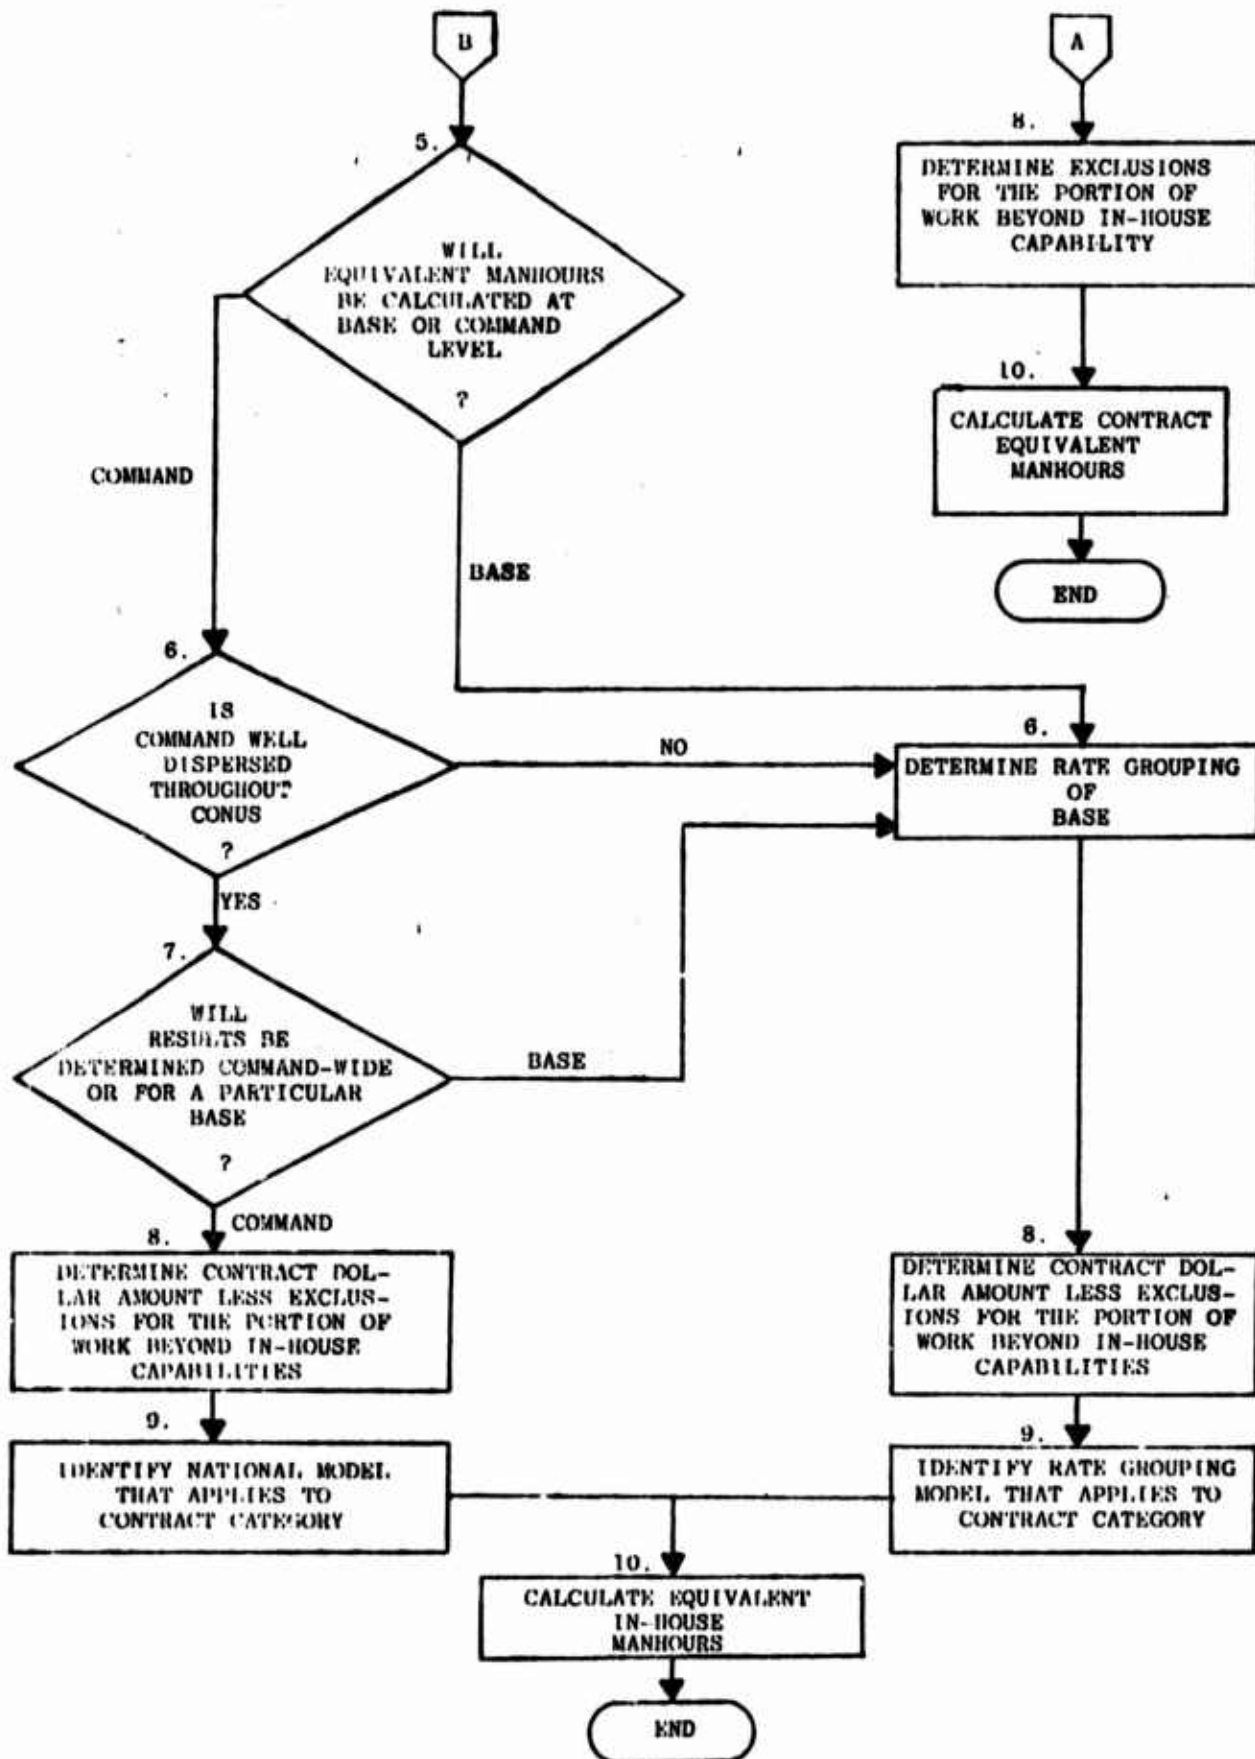 B
5.
WILL
EQUIVALENT MANHOURS
BE CALCULATED AT
BASE OR COMMAND
LEVEL
?
COMMAND
BASE
A
8.
DETERMINE EXCLUSIONS
FOR THE PORTION OF
WORK BEYOND IN-HOUSE
CAPABILITY
10.
CALCULATE CONTRACT
EQUIVALENT
MANHOURS
END
6.
IS
COMMAND WELL
DISPERSED
THROUGHOUT
CONUS
?
NO
YES
6.
DETERMINE RATE GROUPING
OF
BASE
7.
WILL
RESULTS BE
DETERMINED COMMAND-WIDE
OR FOR A PARTICULAR
BASE
?
BASE
COMMAND
8.
DETERMINE CONTRACT DOL-
LAR AMOUNT LESS EXCLUS-
IONS FOR THE PORTION OF
WORK BEYOND IN-HOUSE
CAPABILITIES
8.
DETERMINE CONTRACT DOL-
LAR AMOUNT LESS EXCLUS-
IONS FOR THE PORTION OF
WORK BEYOND IN-HOUSE
CAPABILITIES
9.
IDENTIFY NATIONAL MODEL
THAT APPLIES TO
CONTRACT CATEGORY
9.
IDENTIFY RATE GROUPING
MODEL THAT APPLIES TO
CONTRACT CATEGORY
10.
CALCULATE EQUIVALENT
IN-HOUSE
MANHOURS
END